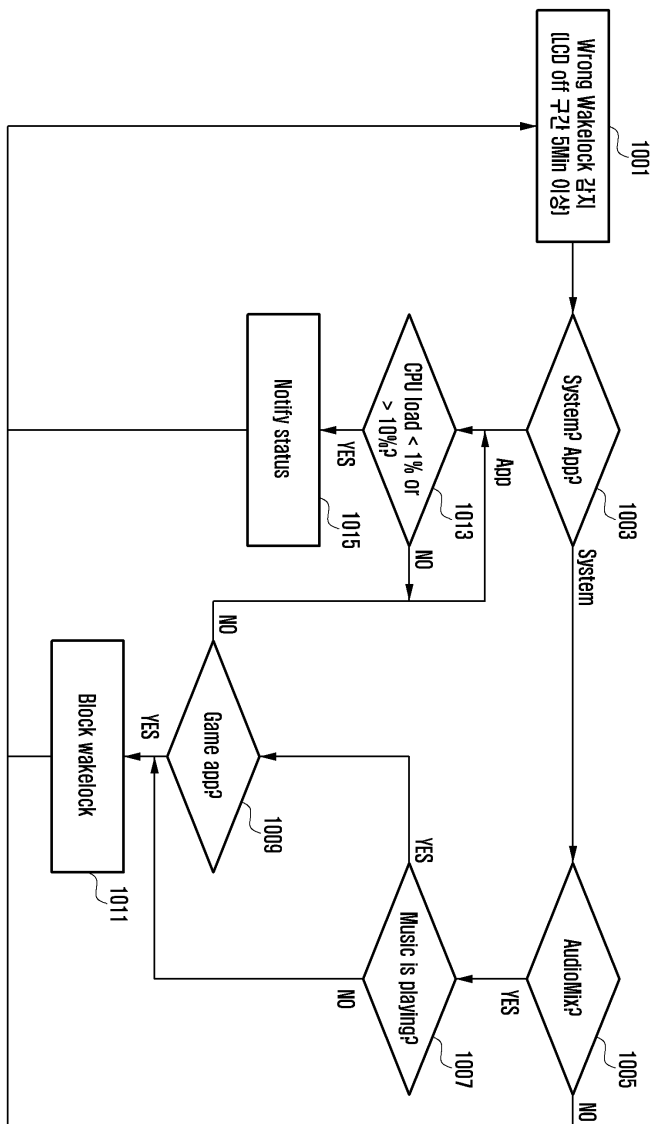 Wrong Wakelock 감지
(LCD off 구간 5Min 이상)
1001
System? App?
1003
System
App
AudioMix?
1005
NO
YES
CPU load < 1% or
> 10%?
1013
NO
YES
Music is playing?
1007
YES
NO
Notify status
1015
Game app?
1009
NO
YES
Block wakelock
1011